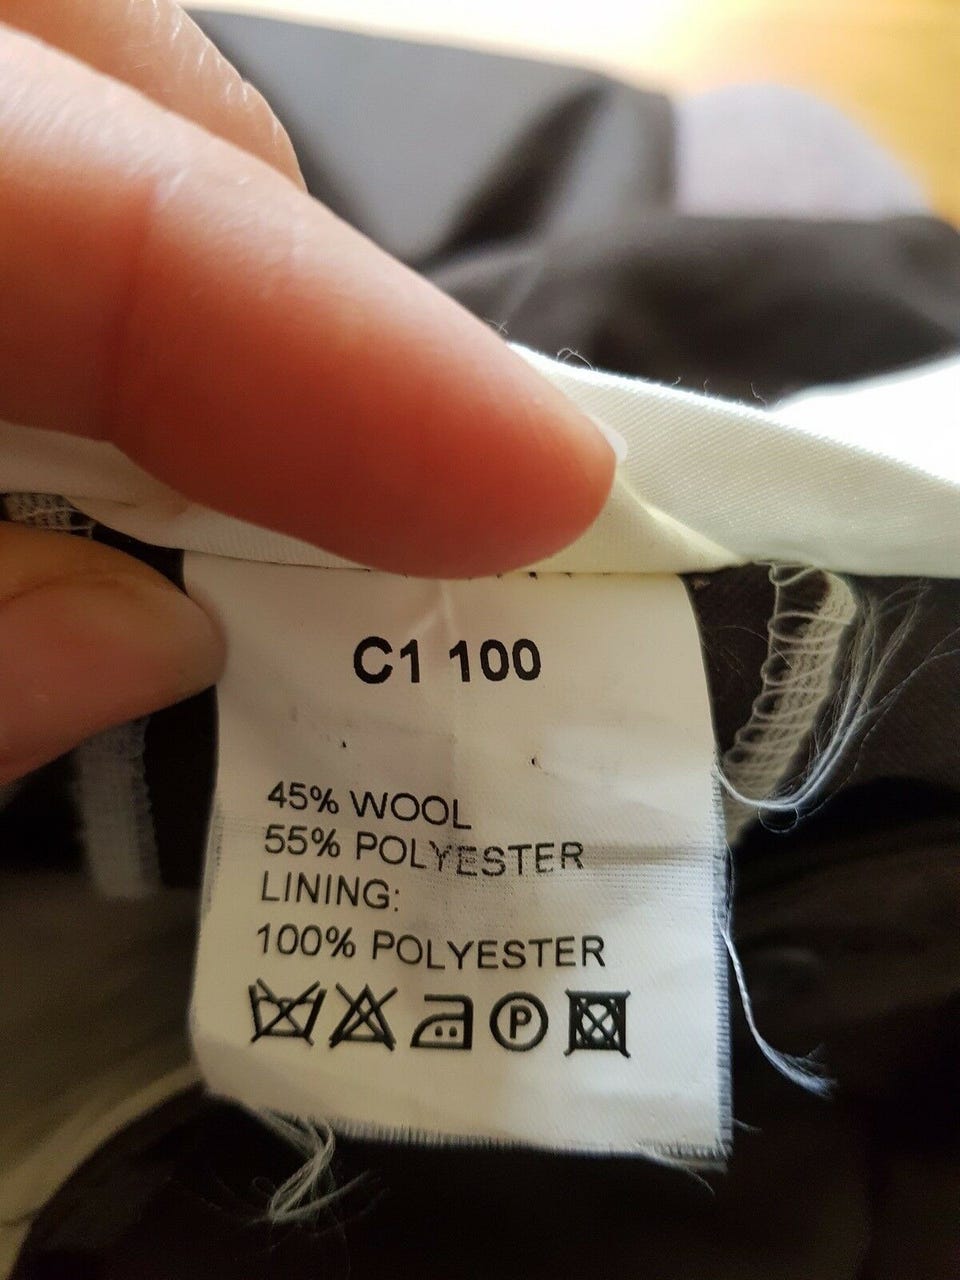 C1 100
45% WOOL
55% POLYESTER
LINING:
100% POLYESTER
P